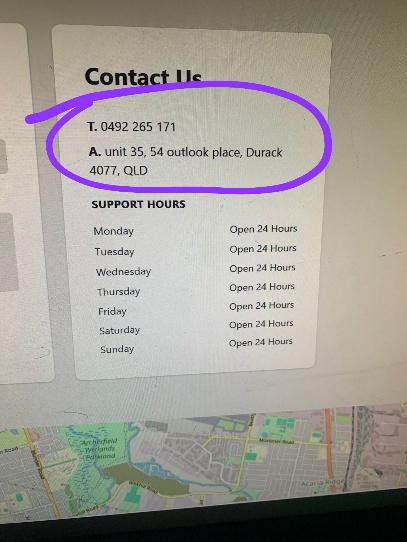 Contact Us
T. 0492 265 171
A. unit 35, 54 outlook place, Durack
4077, QLD
SUPPORT HOURS
Monday Open 24 Hours
Tuesday Open 24 Hours
Wednesday Open 24 Hours
Thursday Open 24 Hours
Friday Open 24 Hours
Saturday Open 24 Hours
Sunday Open 24 Hours
Archerfield
Wetlands
Parkland
Mortimer Road
Acacia Ridge